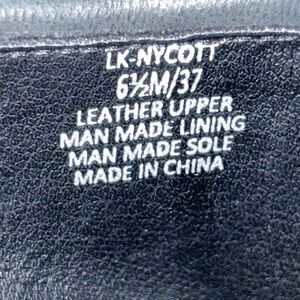 LK-NYCOTT
6½M/37
LEATHER UPPER
MAN MADE LINING
MAN MADE SOLE
MADE IN CHINA